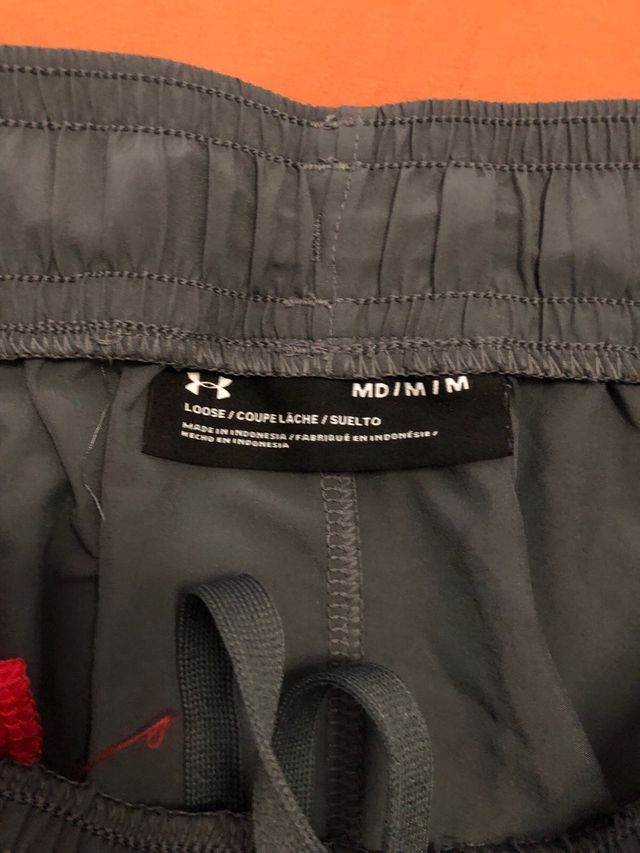 MD/M/M
LOOSE/COUPE LÂCHE/SUELTO
MADE IN INDONESIA/FABRIQUÉ EN INDONÉSIE/
HECHO EN INDONESIA